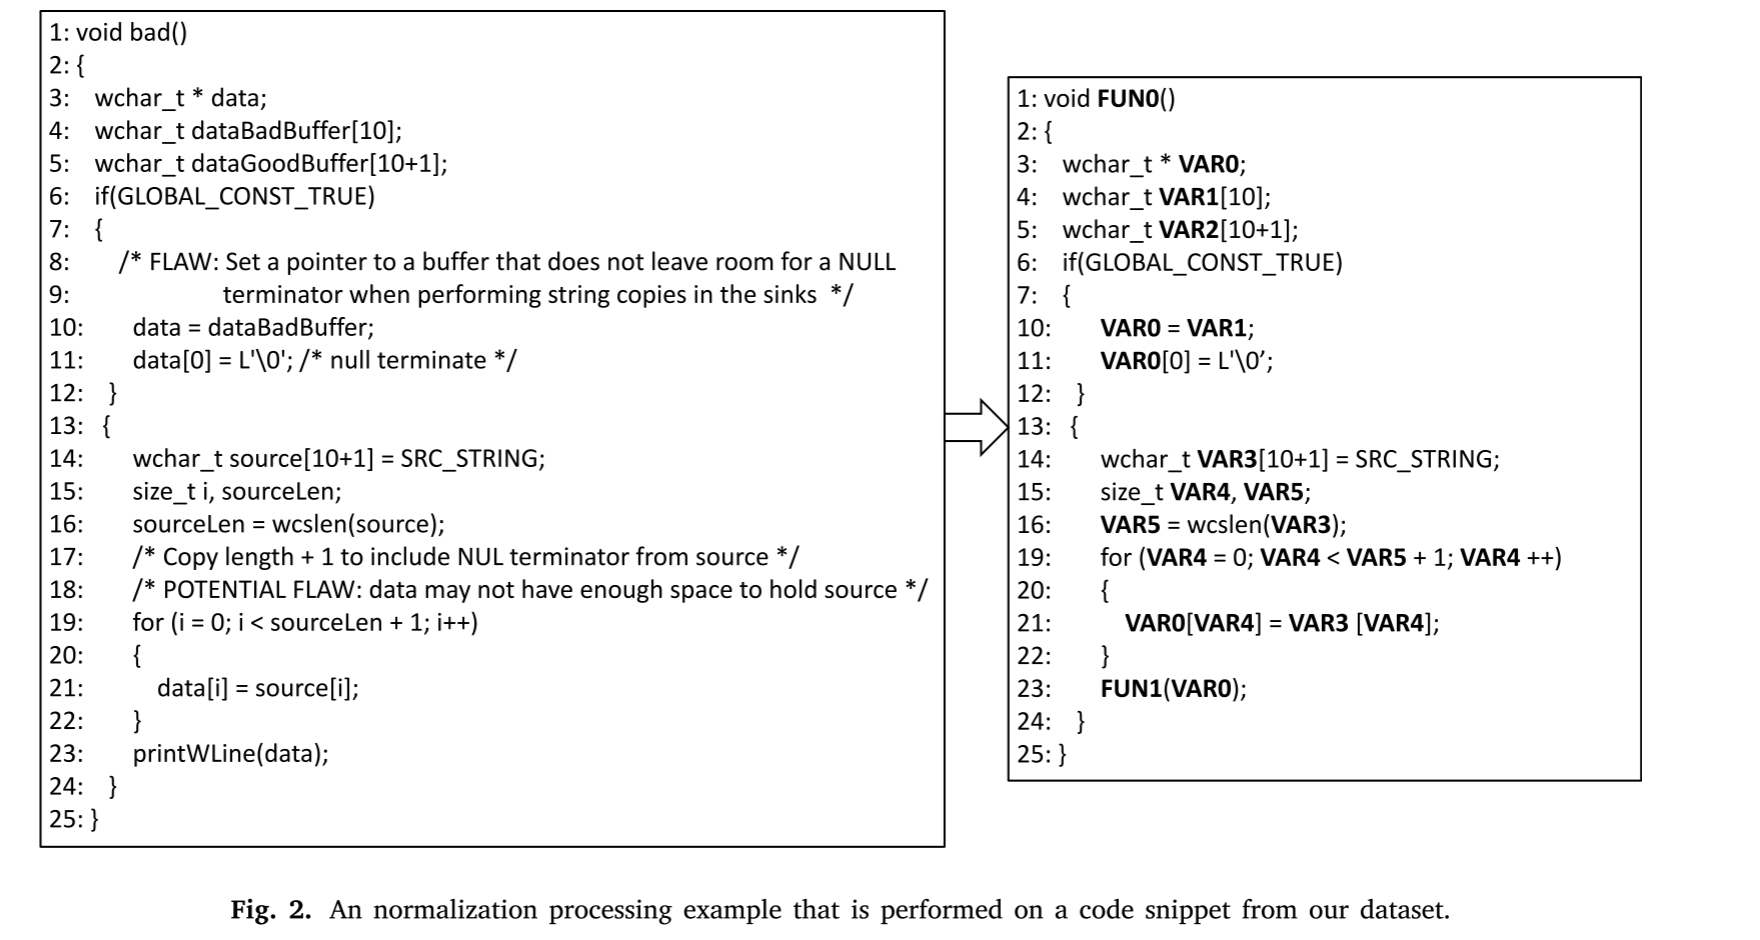 1: void bad()
2: {
3: wchar_t * data;
4: wchar_t dataBadBuffer[10];
5: wchar_t dataGoodBuffer[10+1];
6: if(GLOBAL_CONST_TRUE)
7: {
8: /* FLAW: Set a pointer to a buffer that does not leave room for a NULL
9: terminator when performing string copies in the sinks */
10: data = dataBadBuffer;
11: data[0] = L'\0'; /* null terminate */
12: }
13: {
14: wchar_t source[10+1] = SRC_STRING;
15: size_t i, sourceLen;
16: sourceLen = wcslen(source);
17: /* Copy length + 1 to include NUL terminator from source */
18: /* POTENTIAL FLAW: data may not have enough space to hold source */
19: for (i = 0; i < sourceLen + 1; i++)
20: {
21: data[i] = source[i];
22: }
23: printWLine(data);
24: }
25: }
1: void FUN0()
2: {
3: wchar_t * VAR0;
4: wchar_t VAR1[10];
5: wchar_t VAR2[10+1];
6: if(GLOBAL_CONST_TRUE)
7: {
10: VAR0 = VAR1;
11: VAR0[0] = L'\0’;
12: }
13: {
14: wchar_t VAR3[10+1] = SRC_STRING;
15: size_t VAR4, VAR5;
16: VAR5 = wcslen(VAR3);
19: for (VAR4 = 0; VAR4 < VAR5 + 1; VAR4 ++)
20: {
21: VAR0[VAR4] = VAR3 [VAR4];
22: }
23: FUN1(VAR0);
24: }
25: }
Fig. 2. An normalization processing example that is performed on a code snippet from our dataset.